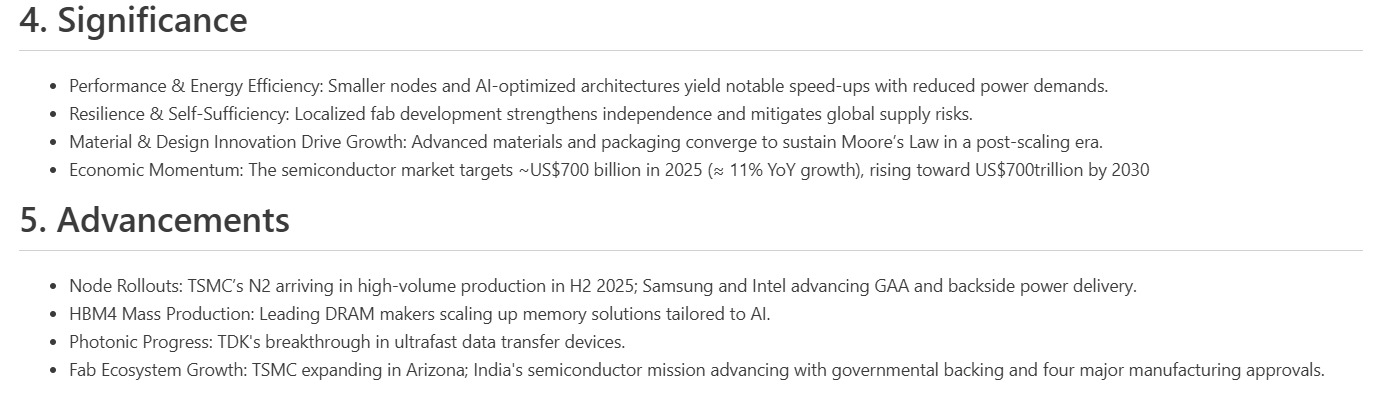 4. Significance
• Performance & Energy Efficiency: Smaller nodes and AI-optimized architectures yield notable speed-ups with reduced power demands.
• Resilience & Self-Sufficiency: Localized fab development strengthens independence and mitigates global supply risks.
• Material & Design Innovation Drive Growth: Advanced materials and packaging converge to sustain Moore’s Law in a post-scaling era.
• Economic Momentum: The semiconductor market targets ~US$700 billion in 2025 (≈ 11% YoY growth), rising toward US$700trillion by 2030
5. Advancements
• Node Rollouts: TSMC’s N2 arriving in high-volume production in H2 2025; Samsung and Intel advancing GAA and backside power delivery.
• HBM4 Mass Production: Leading DRAM makers scaling up memory solutions tailored to AI.
• Photonic Progress: TDK's breakthrough in ultrafast data transfer devices.
• Fab Ecosystem Growth: TSMC expanding in Arizona; India's semiconductor mission advancing with governmental backing and four major manufacturing approvals.